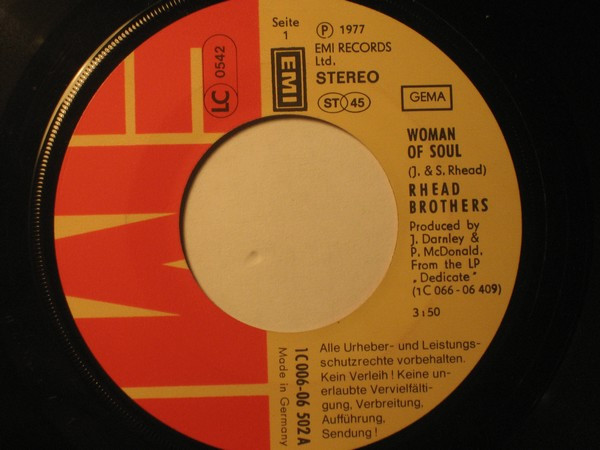 Seite
1
℗ 1977
EMI RECORDS
Ltd.
STEREO
LC 0542
EMI
ST 45
GEMA
WOMAN
OF SOUL
(J. & S. Rhead)
RHEAD
BROTHERS
Produced by
J. Darnley &
P. McDonald.
From the LP
„Dedicate"
(1C 066-06 409)
3:50
1C 006-06 502 A
Made in Germany
Alle Urheber- und Leistungs-
schutzrechte vorbehalten.
Kein Verleih! Keine un-
erlaubte Vervielfälti-
gung, Verbreitung,
Aufführung,
Sendung!
EMI